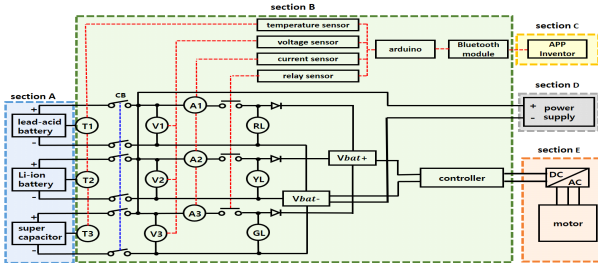 section B
temperature sensor
voltage sensor
current sensor
relay sensor
arduino
Bluetooth
module
section C
APP
Inventor
section A
CB
+
lead-acid
battery
−
T1
V1
A1
RL
section D
+ power
− supply
+
Li-ion
battery
−
T2
V2
A2
YL
Vbat+
Vbat-
controller
section E
DC
AC
motor
+
super
capacitor
−
T3
V3
A3
GL